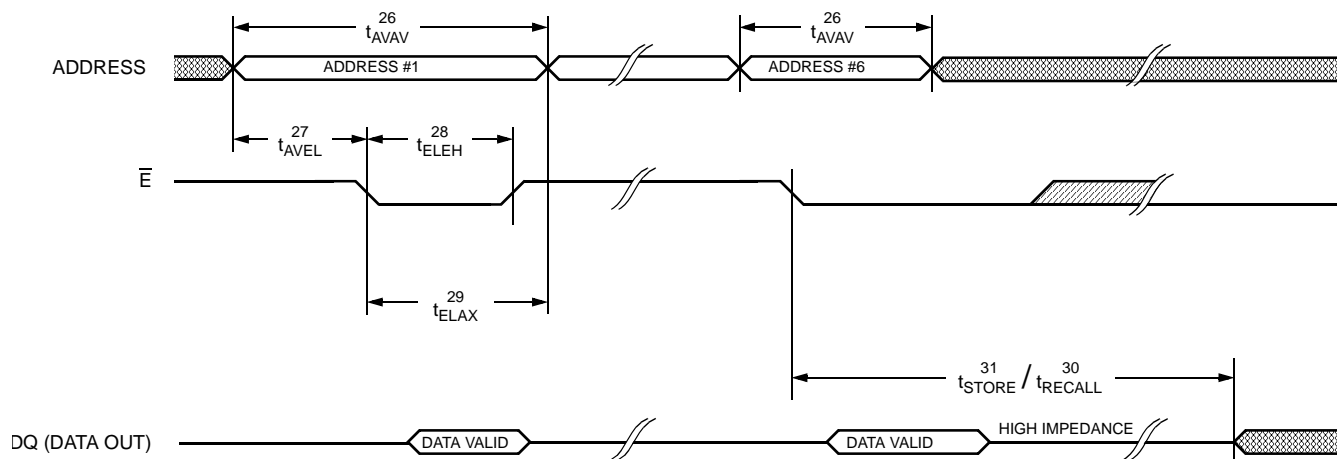 26
tAVAV
26
tAVAV
ADDRESS
ADDRESS #1
ADDRESS #6
27
tAVEL
28
tELEH
E
29
tELAX
31 30
tSTORE / tRECALL
DQ (DATA OUT)
DATA VALID
DATA VALID
HIGH IMPEDANCE